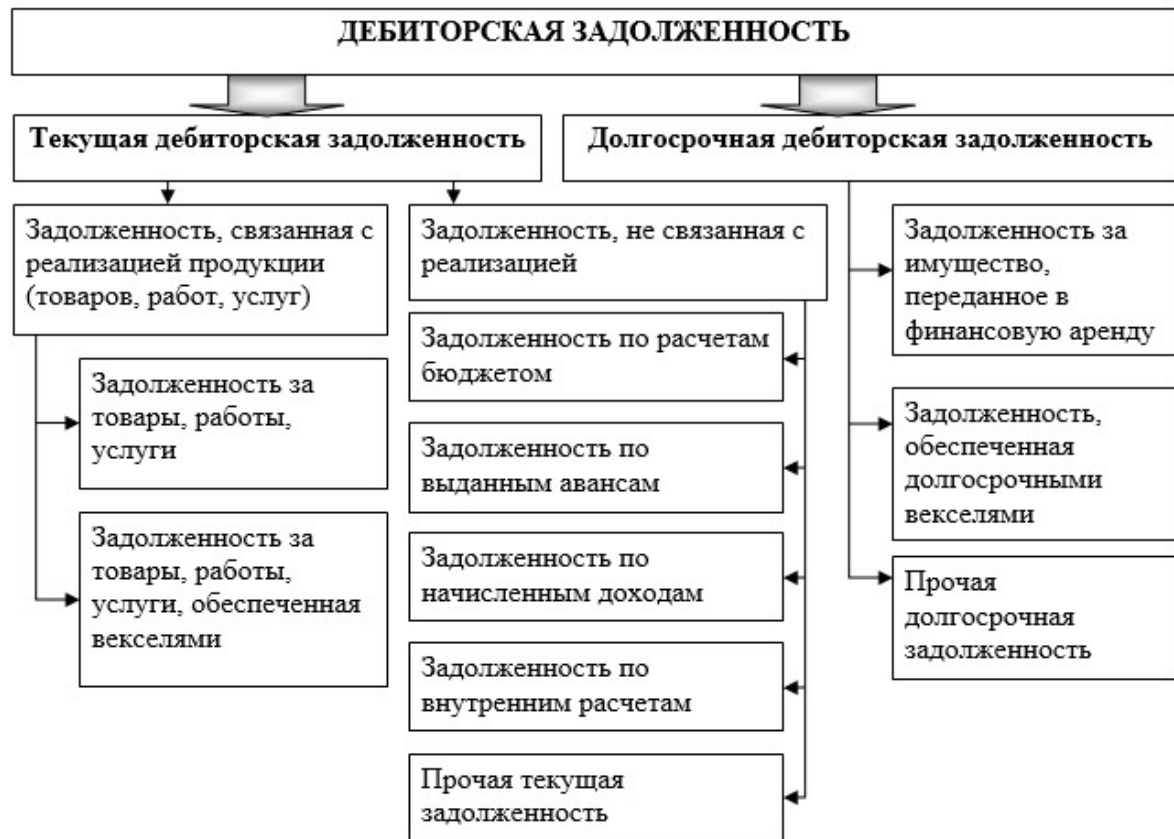 ДЕБИТОРСКАЯ ЗАДОЛЖЕННОСТЬ
Текущая дебиторская задолженность
Долгосрочная дебиторская задолженность
Задолженность, связанная с
реализацией продукции
(товаров, работ, услуг)
Задолженность за
товары, работы,
услуги
Задолженность за
товары, работы,
услуги, обеспеченная
векселями
Задолженность, не связанная с
реализацией
Задолженность по расчетам
бюджетом
Задолженность по
выданным авансам
Задолженность по
начисленным доходам
Задолженность по
внутренним расчетам
Прочая текущая
задолженность
Задолженность за
имущество,
переданное в
финансовую аренду
Задолженность,
обеспеченная
долгосрочными
векселями
Прочая
долгосрочная
задолженность